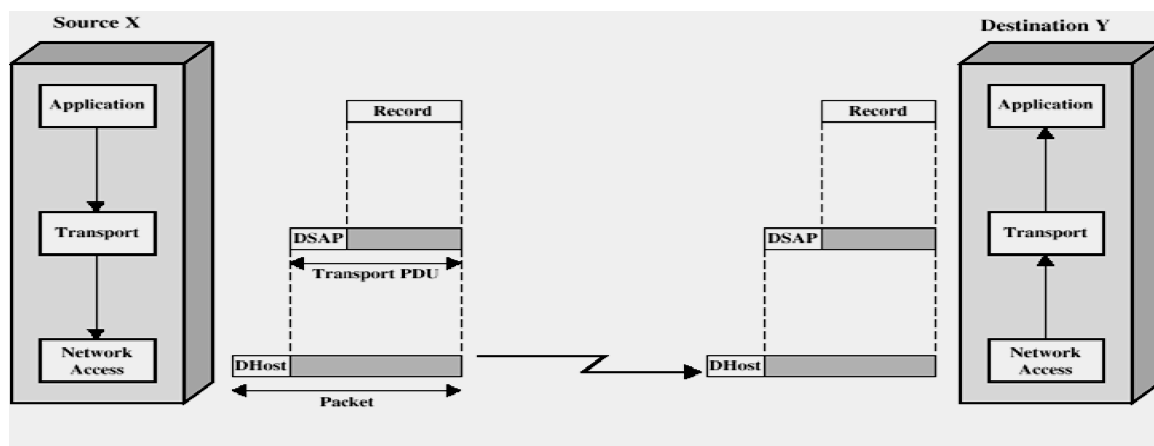 Source X
Destination Y
Application
Record
Record
Application
Transport
DSAP
DSAP
Transport
Transport PDU
Network
Access
DHost
DHost
Network
Access
Packet